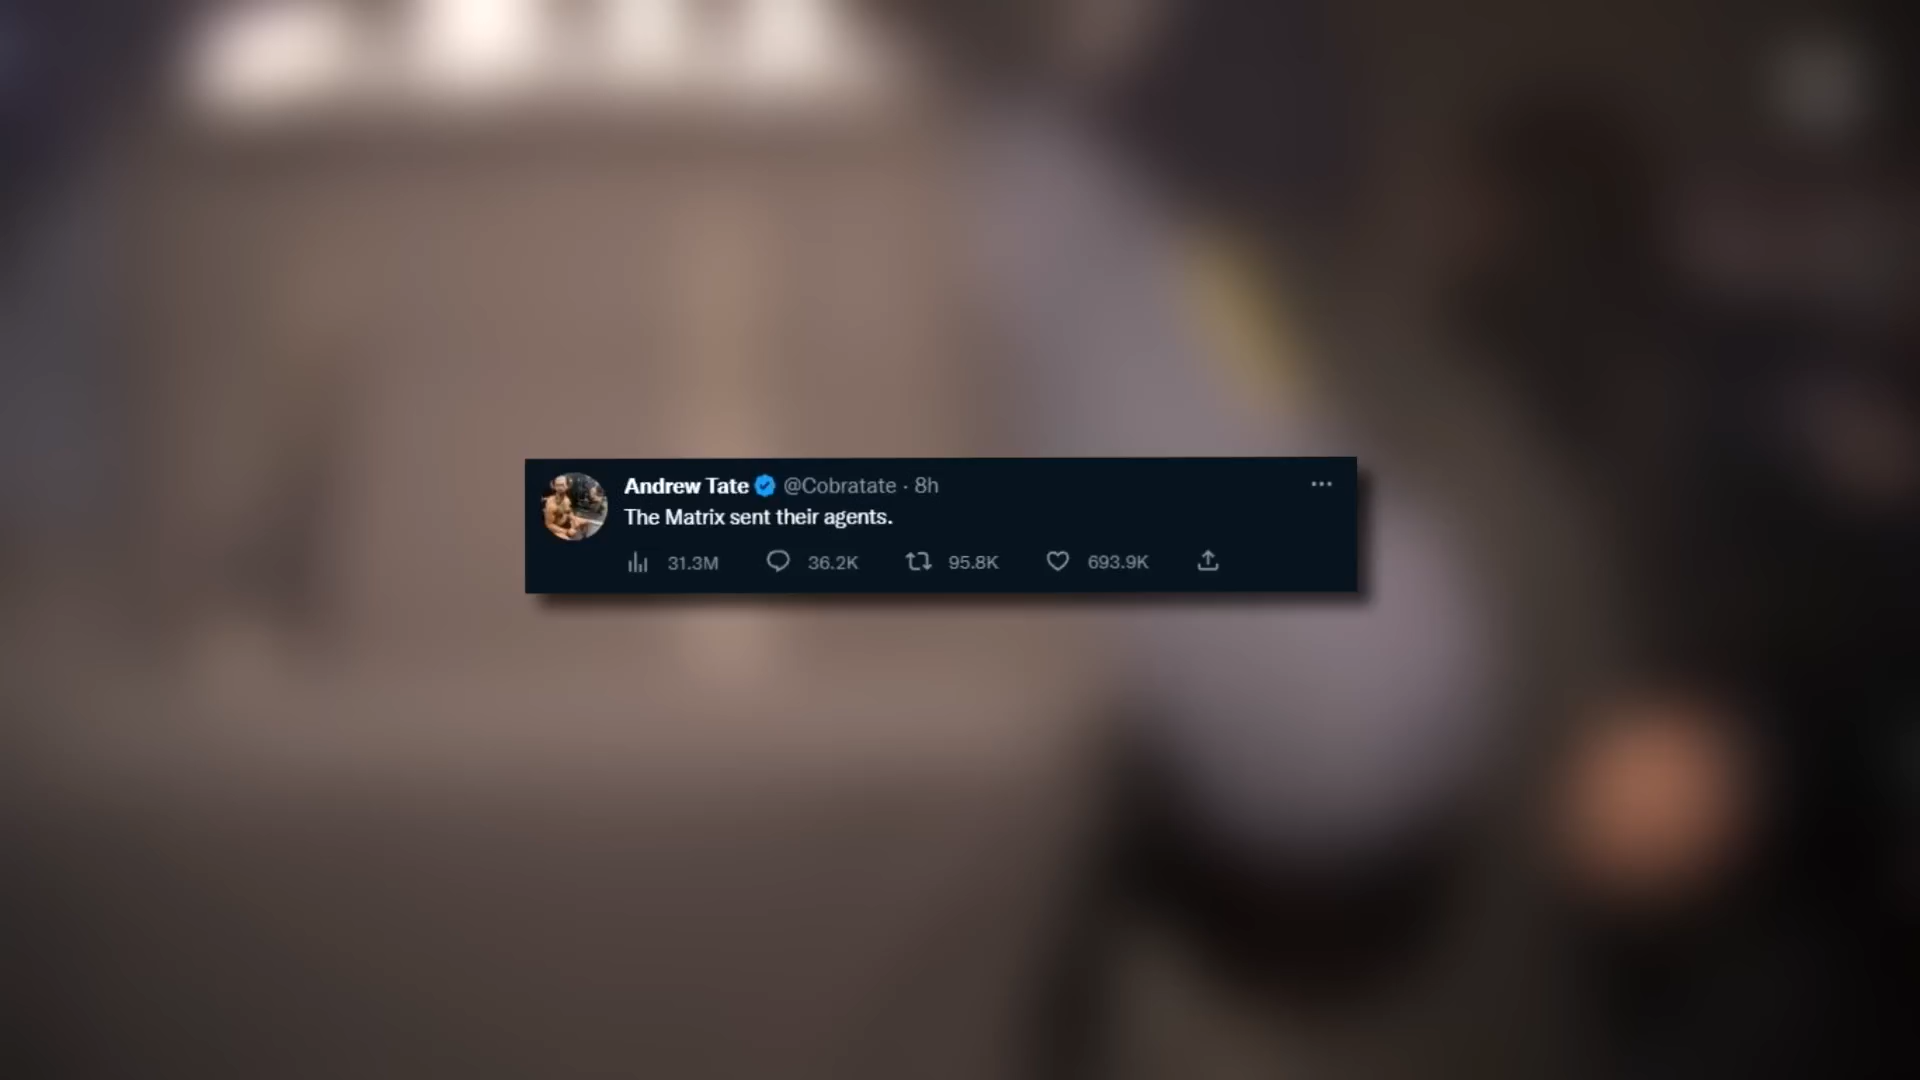 Andrew Tate @Cobratate · 8h
The Matrix sent their agents.
31.3M 36.2K 95.8K 693.9K